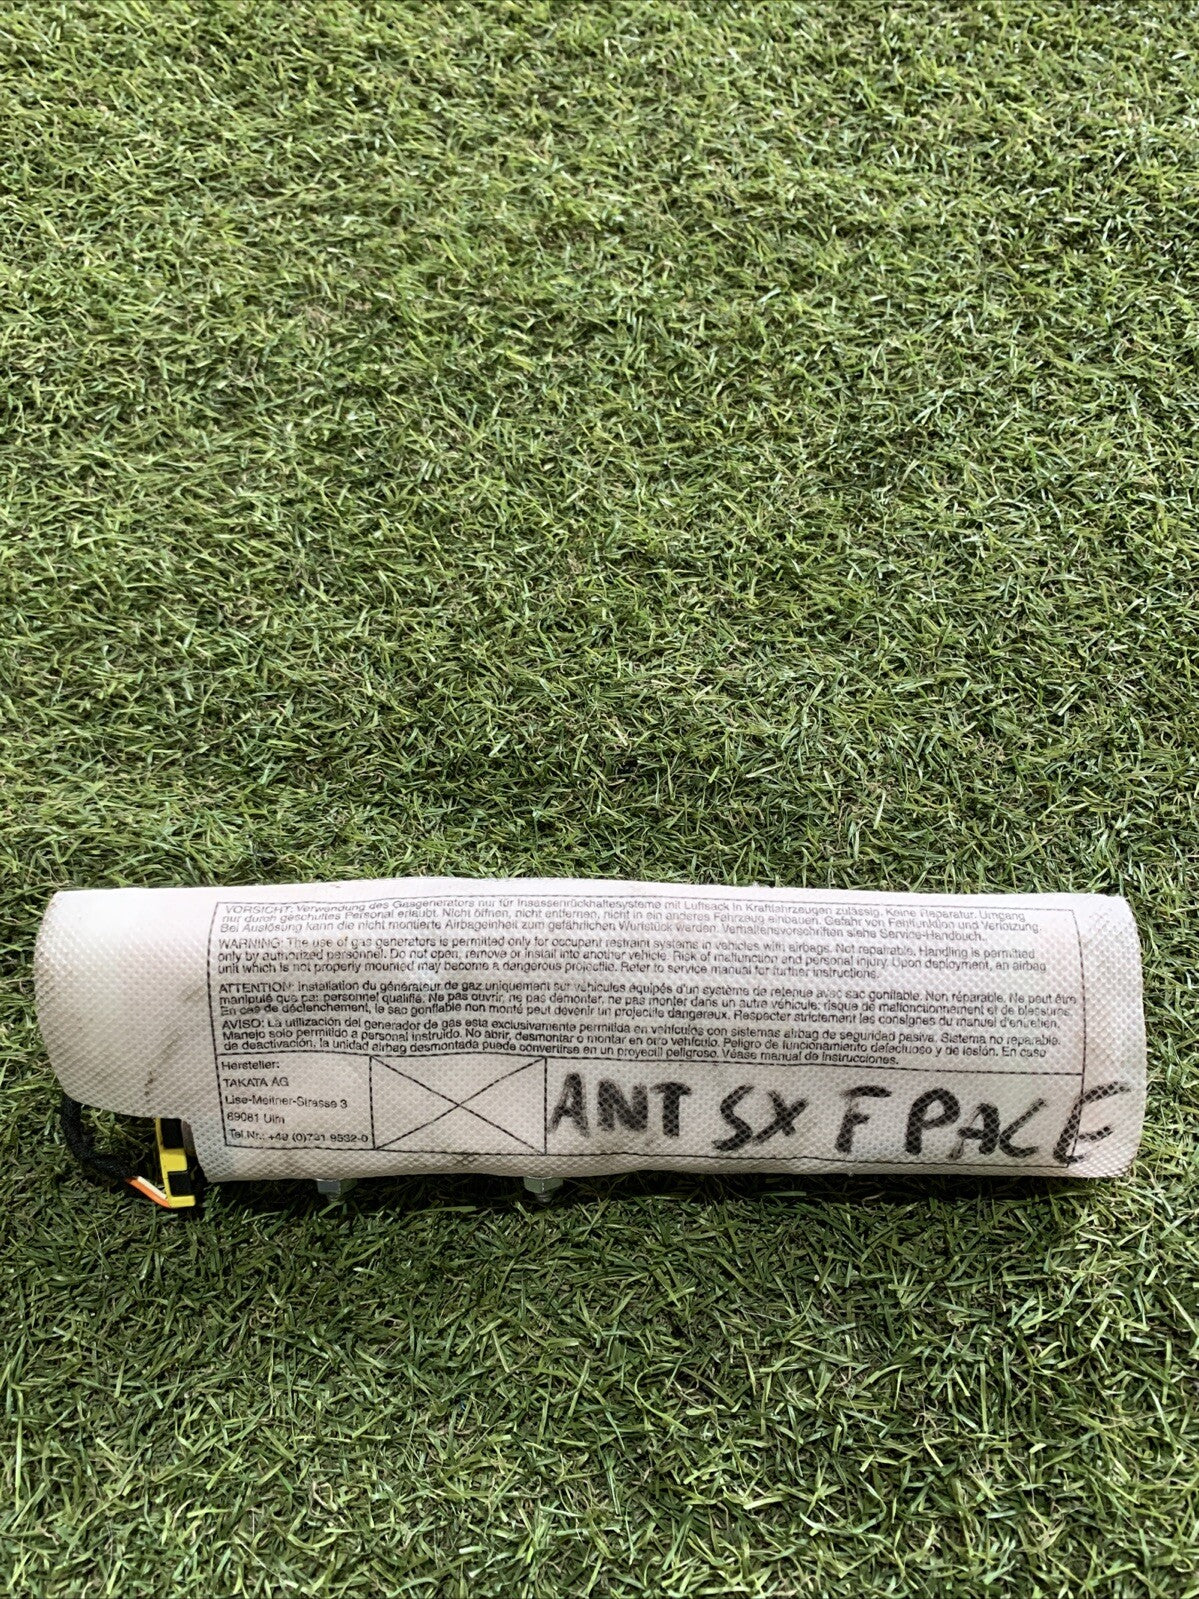 VORSICHT: Verwendung des Gasgenerators nur für Insassenrückhaltesysteme mit Luftsack in Kraftfahrzeugen zulässig. Keine Reparatur. Umgang
nur durch geschultes Personal erlaubt. Nicht öffnen, nicht entfernen, nicht in ein anderes Fahrzeug einbauen. Gefahr von Fehlfunktion und Verletzung.
Bei Auslösung kann die nicht montierte Airbageinheit zum gefährlichen Wurfstück werden. Verhaltensvorschriften siehe Service-Handbuch.
WARNING: The use of gas generators is permitted only for occupant restraint systems in vehicles with airbags. Not repairable. Handling is permitted
only by authorized personnel. Do not open, remove or install into another vehicle. Risk of malfunction and personal injury. Upon deployment, an airbag
unit which is not properly mounted may become a dangerous projectile. Refer to service manual for further instructions.
ATTENTION: Installation du générateur de gaz uniquement sur véhicules équipés d'un système de retenue avec sac gonflable. Non réparable. Ne peut être
manipulé que par personnel qualifié. Ne pas ouvrir, ne pas démonter, ne pas monter dans un autre véhicule: risque de malfonctionnement et de blessures.
En cas de déclenchement, le sac gonflable non monté peut devenir un projectile dangereux. Respecter strictement les consignes du manuel d'entretien.
AVISO: La utilización del generador de gas esta exclusivamente permitida en vehículos con sistemas airbag de seguridad pasiva. Sistema no reparable.
Manejo solo permitido a personal instruido. No abrir, desmontar o montar en otro vehículo. Peligro de funcionamiento defectuoso y de lesión. En caso
de deactivación, la unidad airbag desmontada puede convertirse en un proyectil peligroso. Véase manual de instrucciones.
Hersteller:
TAKATA AG
Lise-Meitner-Strasse 3
89081 Ulm
Tel.Nr.: +49 (0)731 9532-0
ANT SX F PACE